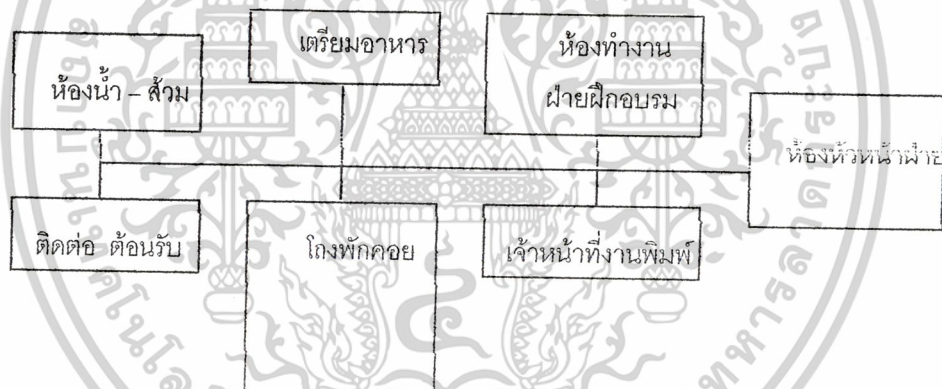 เตรียมอาหาร
ห้องทำงาน
ฝ่ายฝึกอบรม
ห้องน้ำ – ส้วม
ห้องหัวหน้าฝ่าย
ติดต่อ ต้อนรับ
โถงพักคอย
เจ้าหน้าที่งานพิมพ์